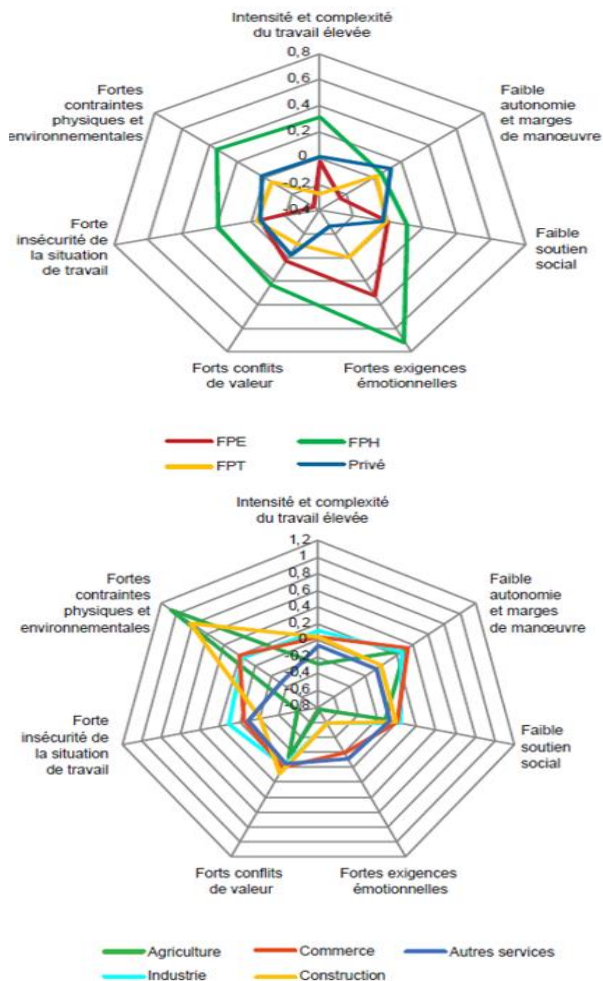 Intensité et complexité
du travail élevée
0,8
0,6
0,4
0,2
0
-0,2
-0,4
Fortes
contraintes
physiques et
environnementales
Faible
autonomie
et marges
de manœuvre
Forte
insécurité de
la situation
de travail
Faible
soutien
social
Forts conflits
de valeur
Fortes exigences
émotionnelles
FPE
FPH
FPT
Privé
Intensité et complexité
du travail élevée
1,2
1
0,8
0,6
0,4
0,2
0
-0,2
-0,4
-0,6
-0,8
Fortes
contraintes
physiques et
environnementales
Faible
autonomie
et marges
de manœuvre
Forte
insécurité de
la situation
de travail
Faible
soutien
social
Forts conflits
de valeur
Fortes exigences
émotionnelles
Agriculture
Commerce
Autres services
Industrie
Construction